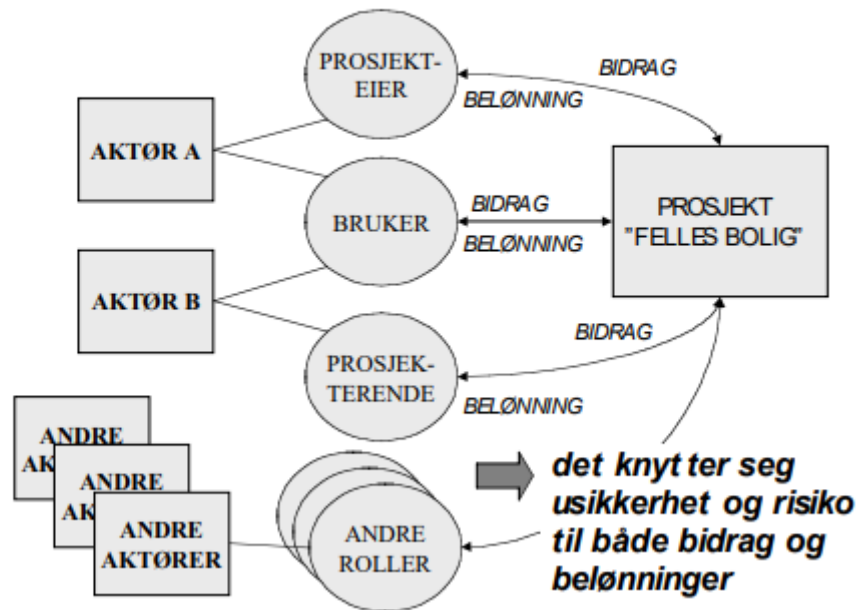 PROSJEKT-
EIER
BIDRAG
BELØNNING
AKTØR A
BRUKER
BIDRAG
BELØNNING
PROSJEKT
"FELLES BOLIG"
AKTØR B
PROSJEK-
TERENDE
BIDRAG
BELØNNING
ANDRE
ANDRE
ANDRE
AKTØRER
ANDRE
ROLLER
det knytter seg
usikkerhet og risiko
til både bidrag og
belønninger